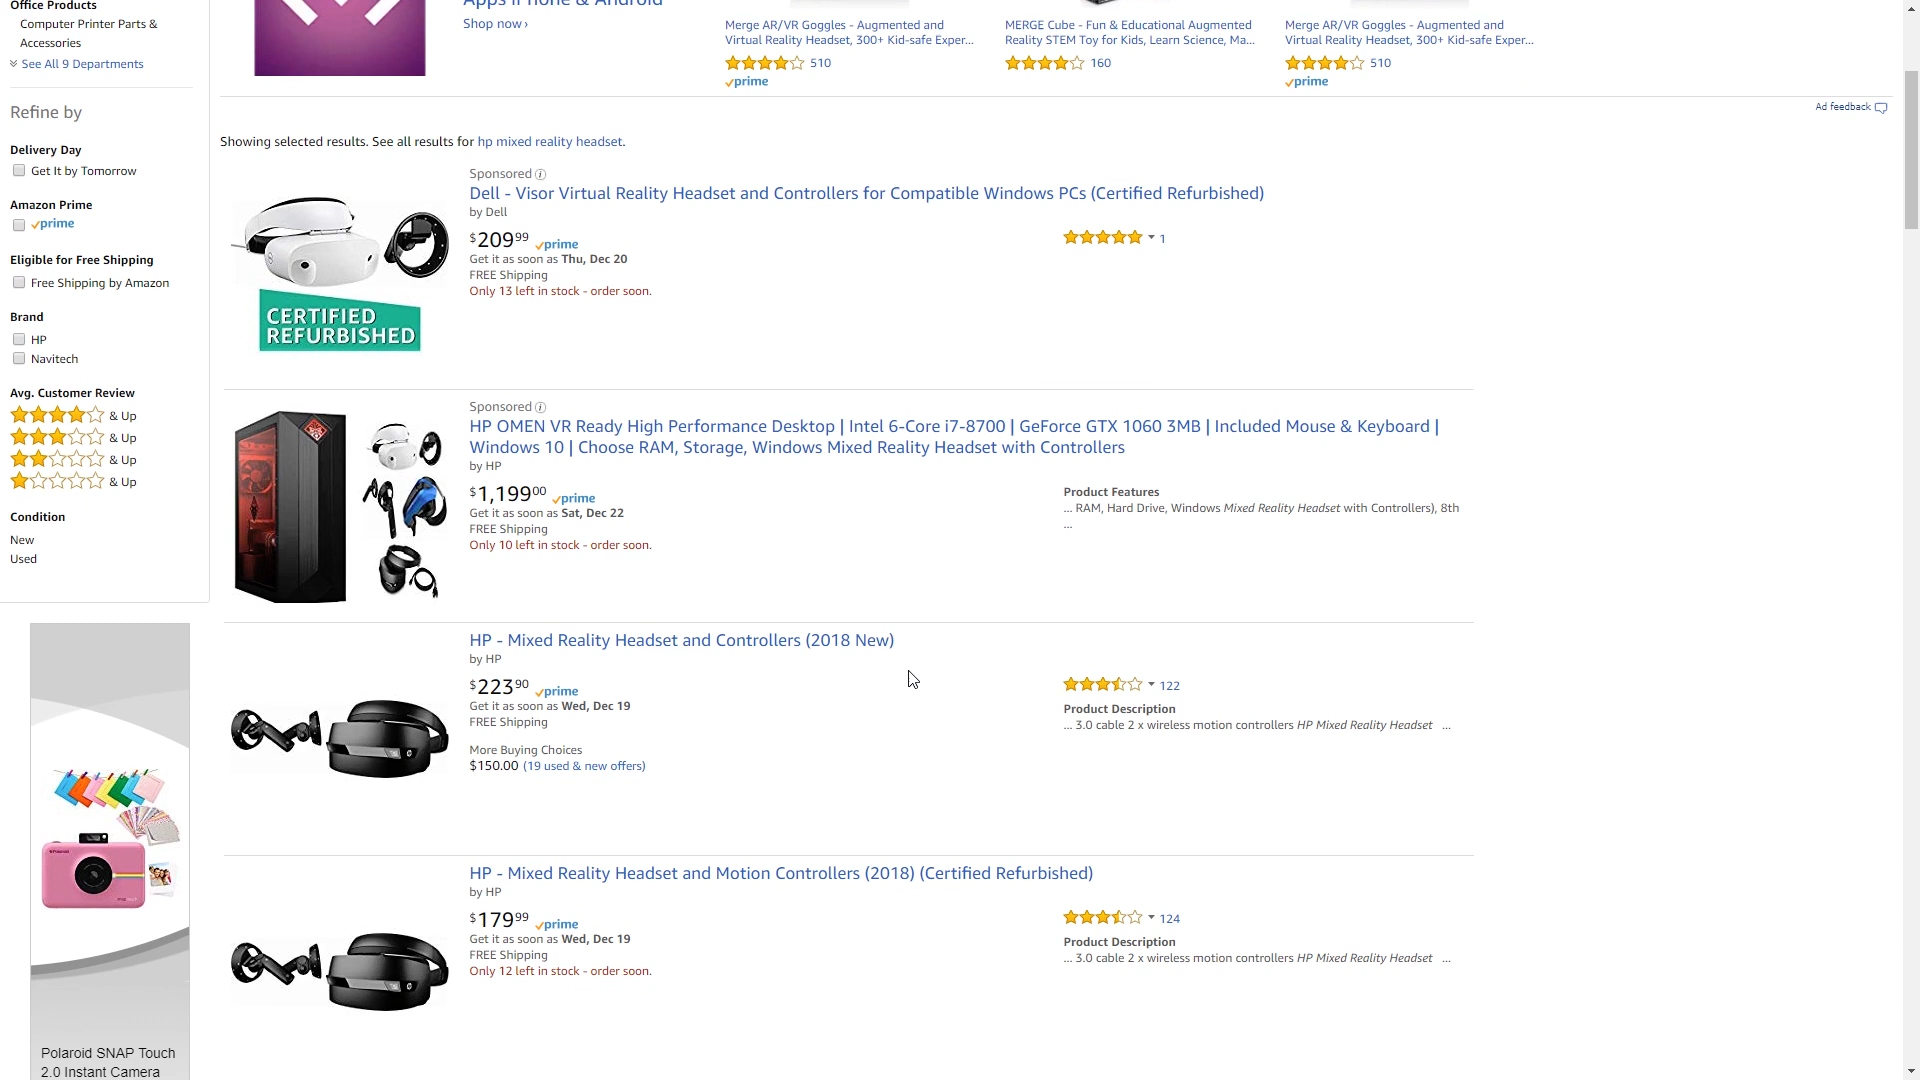 Office Products
Computer Printer Parts &
Accessories
See All 9 Departments
Refine by
Delivery Day
Get It by Tomorrow
Amazon Prime
prime
Eligible for Free Shipping
Free Shipping by Amazon
Brand
HP
Navitech
Avg. Customer Review
& Up
& Up
& Up
& Up
Condition
New
Used
Polaroid SNAP Touch
2.0 Instant Camera
Apps iPhone & Android
Shop now ›
Merge AR/VR Goggles - Augmented and
Virtual Reality Headset, 300+ Kid-safe Exper...
510
prime
MERGE Cube - Fun & Educational Augmented
Reality STEM Toy for Kids, Learn Science, Ma...
160
Merge AR/VR Goggles - Augmented and
Virtual Reality Headset, 300+ Kid-safe Exper...
510
prime
Ad feedback
Showing selected results. See all results for hp mixed reality headset.
Sponsored
Dell - Visor Virtual Reality Headset and Controllers for Compatible Windows PCs (Certified Refurbished)
by Dell
$209.99 prime
Get it as soon as Thu, Dec 20
FREE Shipping
Only 13 left in stock - order soon.
1
CERTIFIED
REFURBISHED
Sponsored
HP OMEN VR Ready High Performance Desktop | Intel 6-Core i7-8700 | GeForce GTX 1060 3MB | Included Mouse & Keyboard |
Windows 10 | Choose RAM, Storage, Windows Mixed Reality Headset with Controllers
by HP
$1,199.00 prime
Get it as soon as Sat, Dec 22
FREE Shipping
Only 10 left in stock - order soon.
Product Features
... RAM, Hard Drive, Windows Mixed Reality Headset with Controllers), 8th
...
HP - Mixed Reality Headset and Controllers (2018 New)
by HP
$223.90 prime
Get it as soon as Wed, Dec 19
FREE Shipping
More Buying Choices
$150.00 (19 used & new offers)
122
Product Description
... 3.0 cable 2 x wireless motion controllers HP Mixed Reality Headset ...
HP - Mixed Reality Headset and Motion Controllers (2018) (Certified Refurbished)
by HP
$179.99 prime
Get it as soon as Wed, Dec 19
FREE Shipping
Only 12 left in stock - order soon.
124
Product Description
... 3.0 cable 2 x wireless motion controllers HP Mixed Reality Headset ...